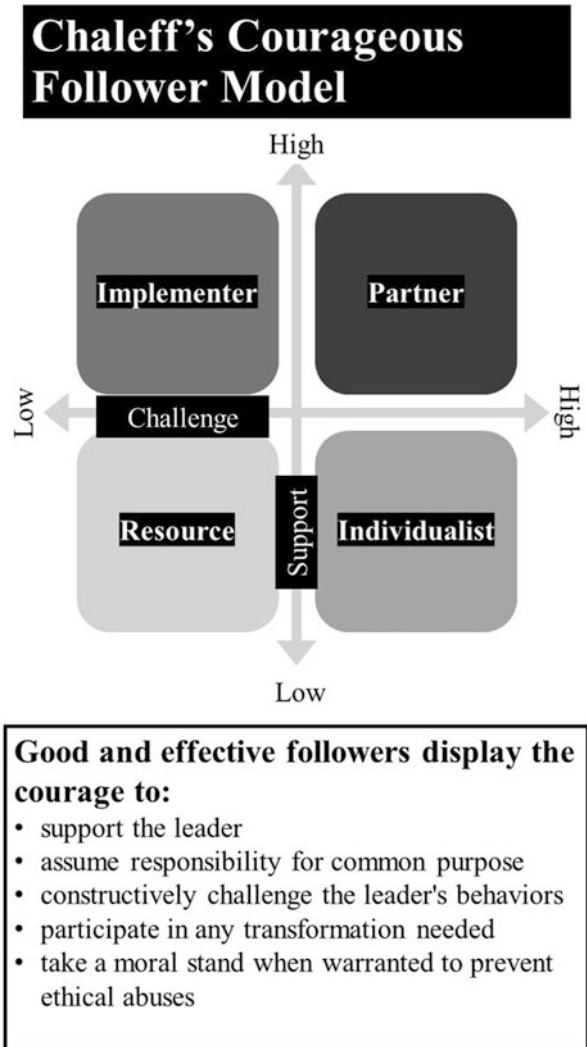 Chaleff's Courageous
Follower Model
High
Implementer
Partner
Low
Challenge
High
Resource
Support
Individualist
Low
Good and effective followers display the
courage to:
• support the leader
• assume responsibility for common purpose
• constructively challenge the leader's behaviors
• participate in any transformation needed
• take a moral stand when warranted to prevent
ethical abuses